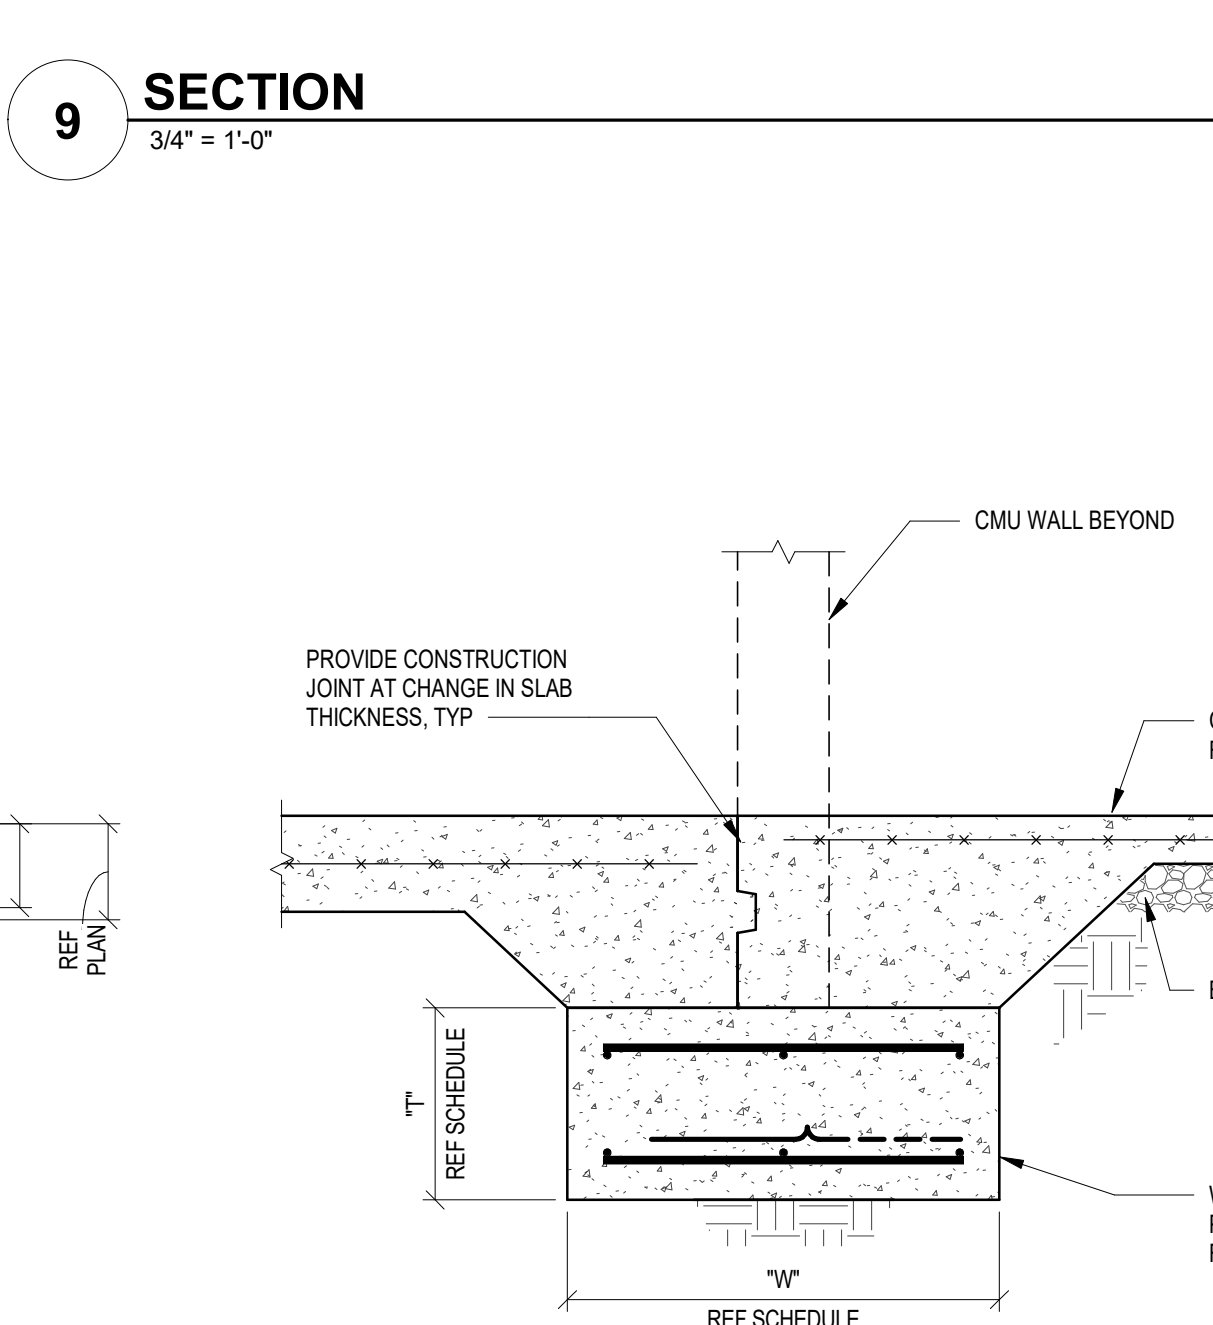 9
SECTION
3/4" = 1'-0"
CMU WALL BEYOND
PROVIDE CONSTRUCTION
JOINT AT CHANGE IN SLAB
THICKNESS, TYP
REF
PLAN
"T"
REF SCHEDULE
"W"
REF SCHEDULE